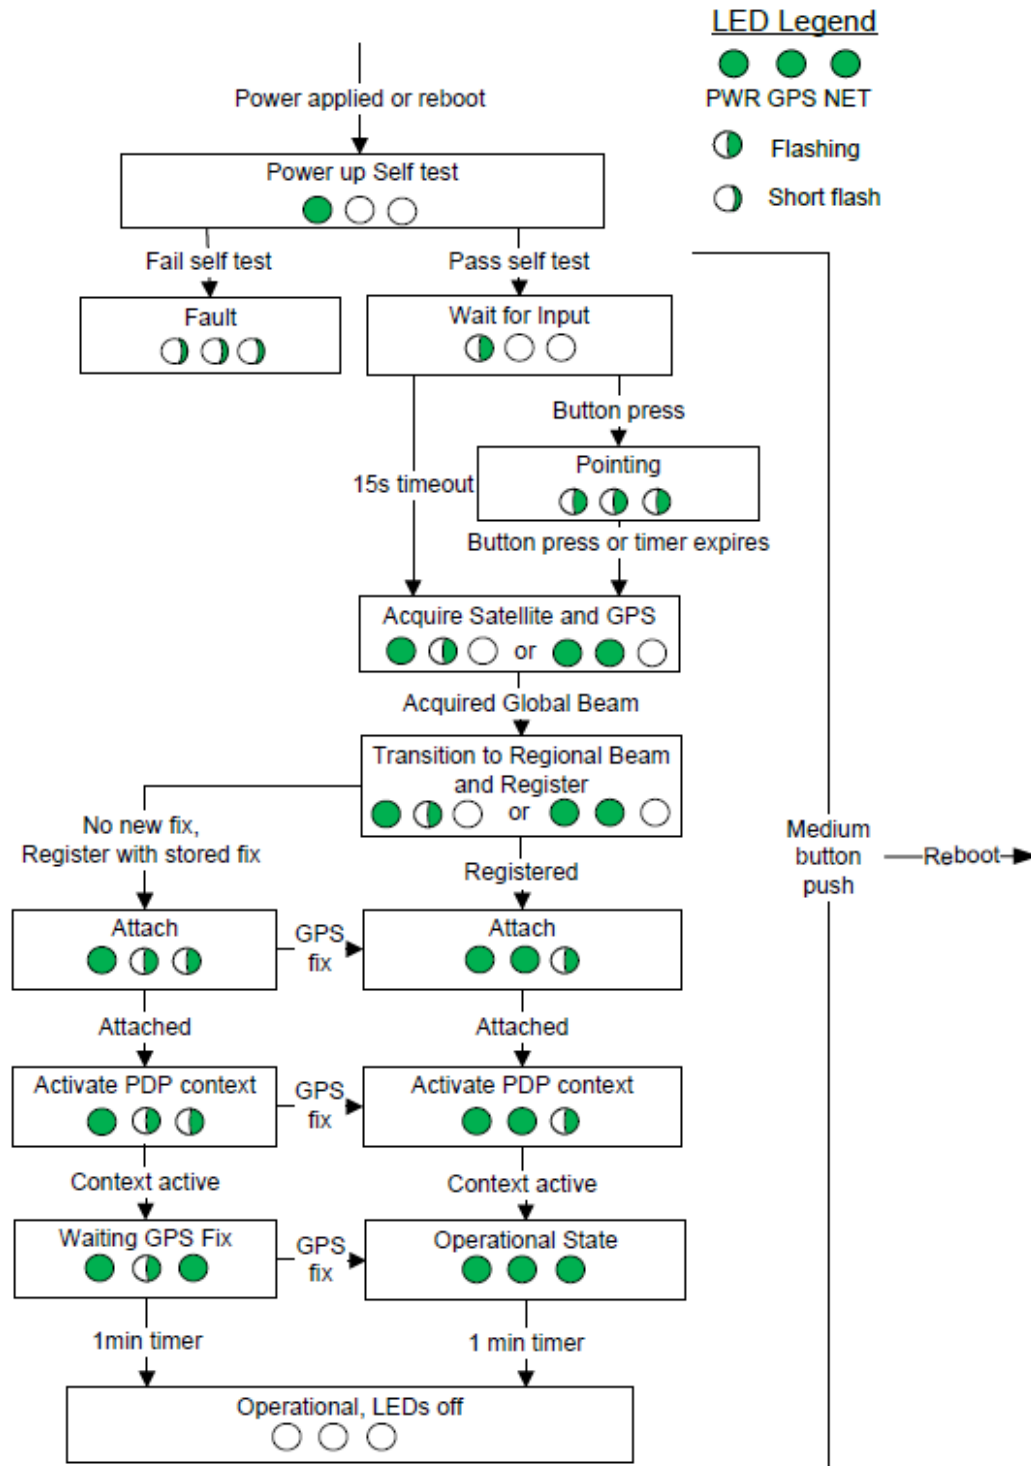 LED Legend
PWR GPS NET
Flashing
Short flash
Power applied or reboot
Power up Self test
Fail self test
Pass self test
Fault
Wait for Input
Button press
15s timeout
Pointing
Button press or timer expires
Acquire Satellite and GPS
or
Acquired Global Beam
Transition to Regional Beam
and Register
or
No new fix,
Register with stored fix
Registered
Medium
button
push
Reboot
Attach
GPS
fix
Attach
Attached
Attached
Activate PDP context
GPS
fix
Activate PDP context
Context active
Context active
Waiting GPS Fix
GPS
fix
Operational State
1min timer
1 min timer
Operational, LEDs off